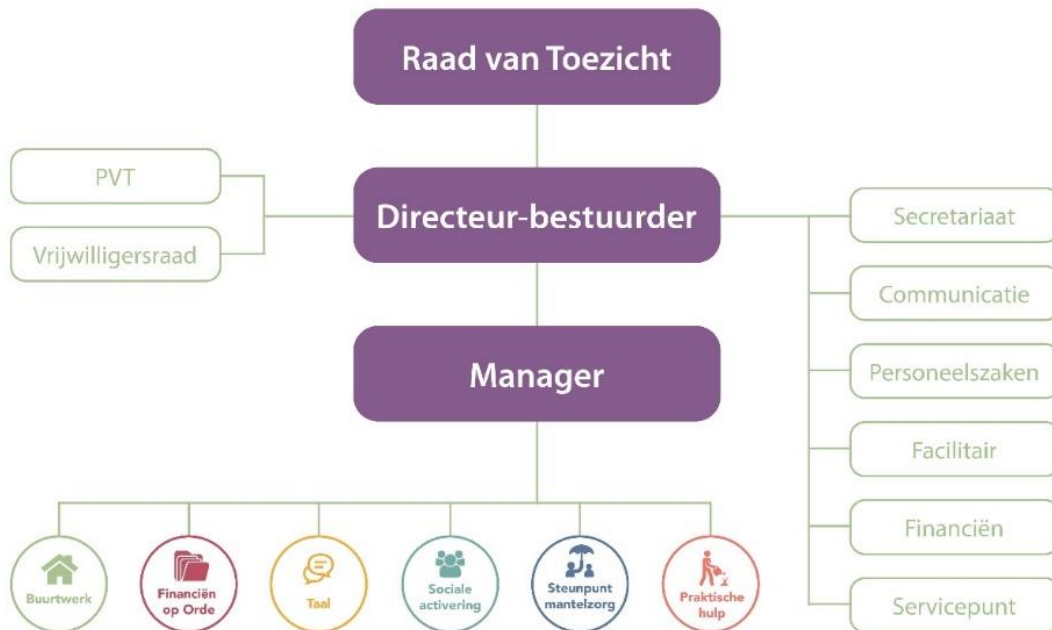 Raad van Toezicht
PVT
Vrijwilligersraad
Directeur-bestuurder
Secretariaat
Communicatie
Manager
Personeelszaken
Facilitair
Financiën
Servicepunt
Buurtwerk
Financiën
op Orde
Taal
Sociale
activering
Steunpunt
mantelzorg
Praktische
hulp